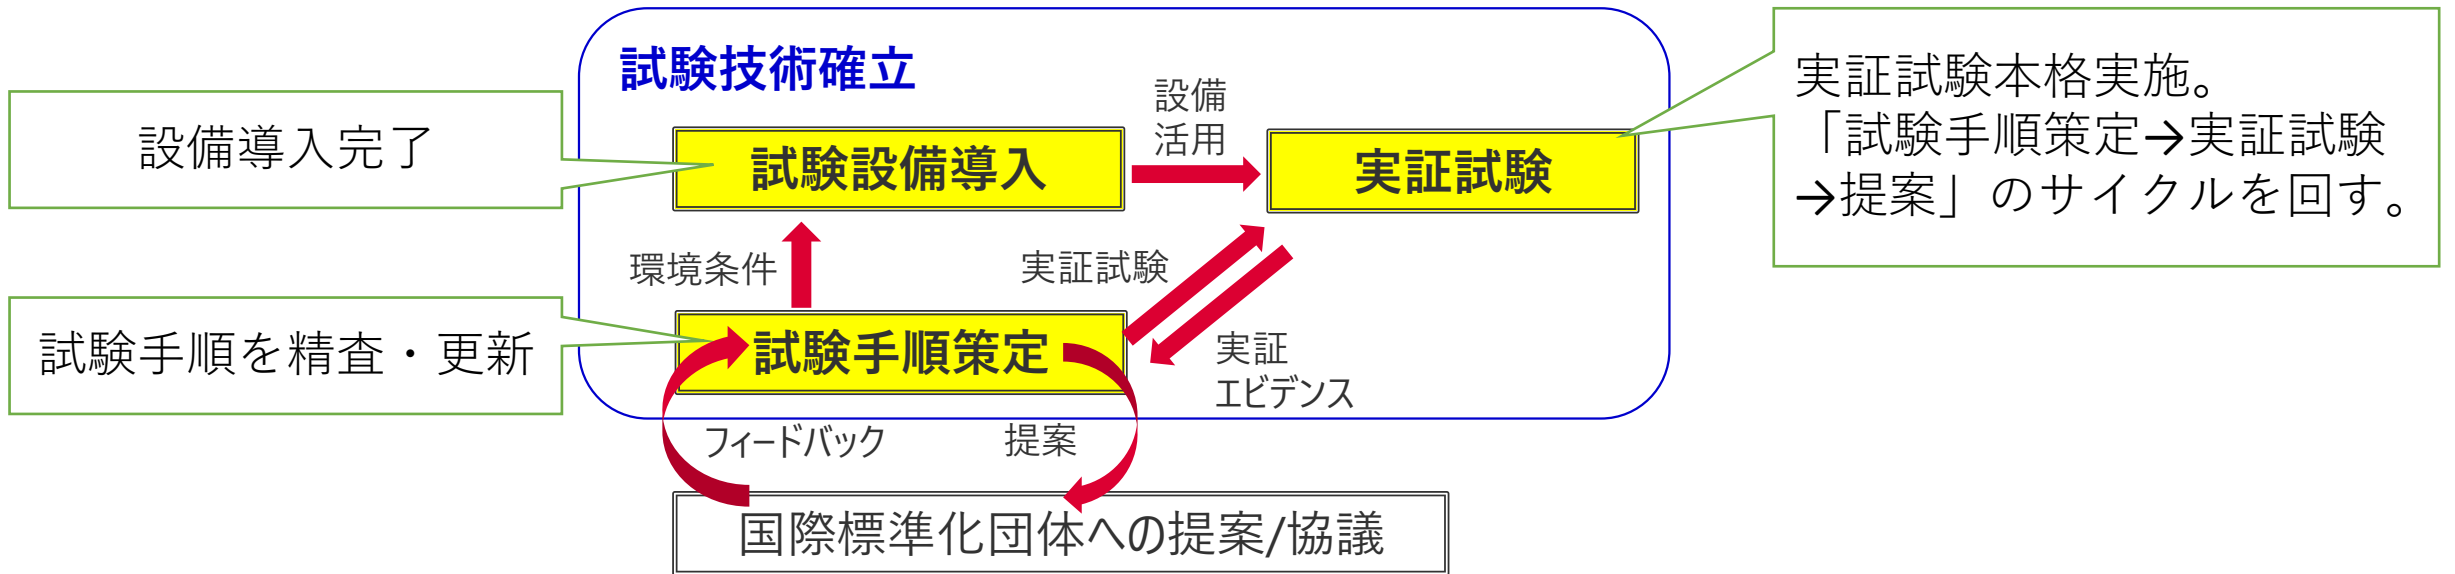 試験技術確立
設備導入完了
試験設備導入
設備
活用
実証試験
実証試験本格実施。
「試験手順策定→実証試験
→提案」のサイクルを回す。
環境条件
実証試験
試験手順を精査・更新
試験手順策定
実証
エビデンス
フィードバック
提案
国際標準化団体への提案/協議